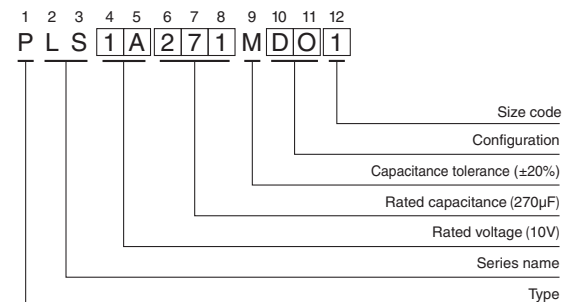 1 2 3 4 5 6 7 8 9 10 11 12
P L S 1 A 2 7 1 M D O 1
Size code
Configuration
Capacitance tolerance (±20%)
Rated capacitance (270µF)
Rated voltage (10V)
Series name
Type